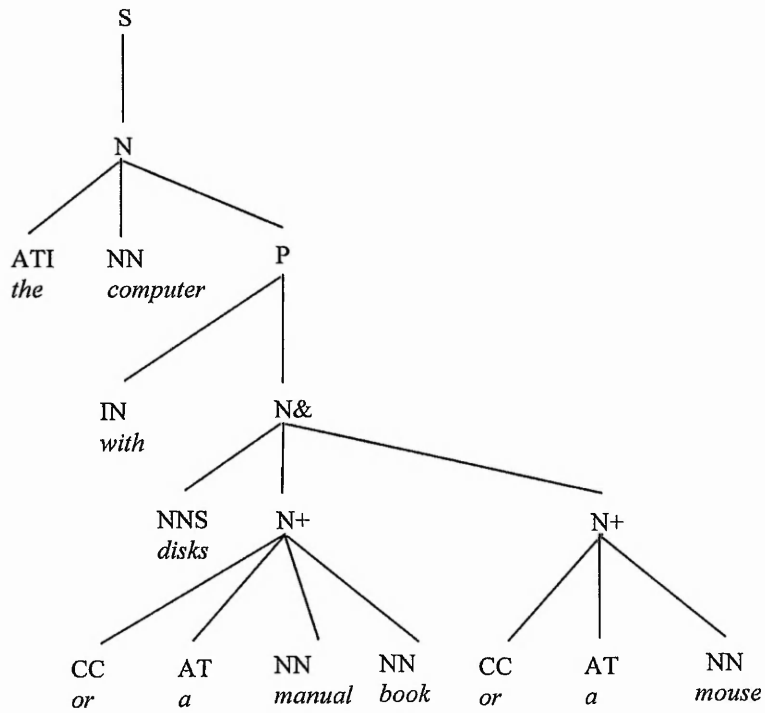 S
N
ATI NN P
the computer
IN N&
with
NNS N+ N+
disks
CC AT NN NN CC AT NN
or a manual book or a mouse